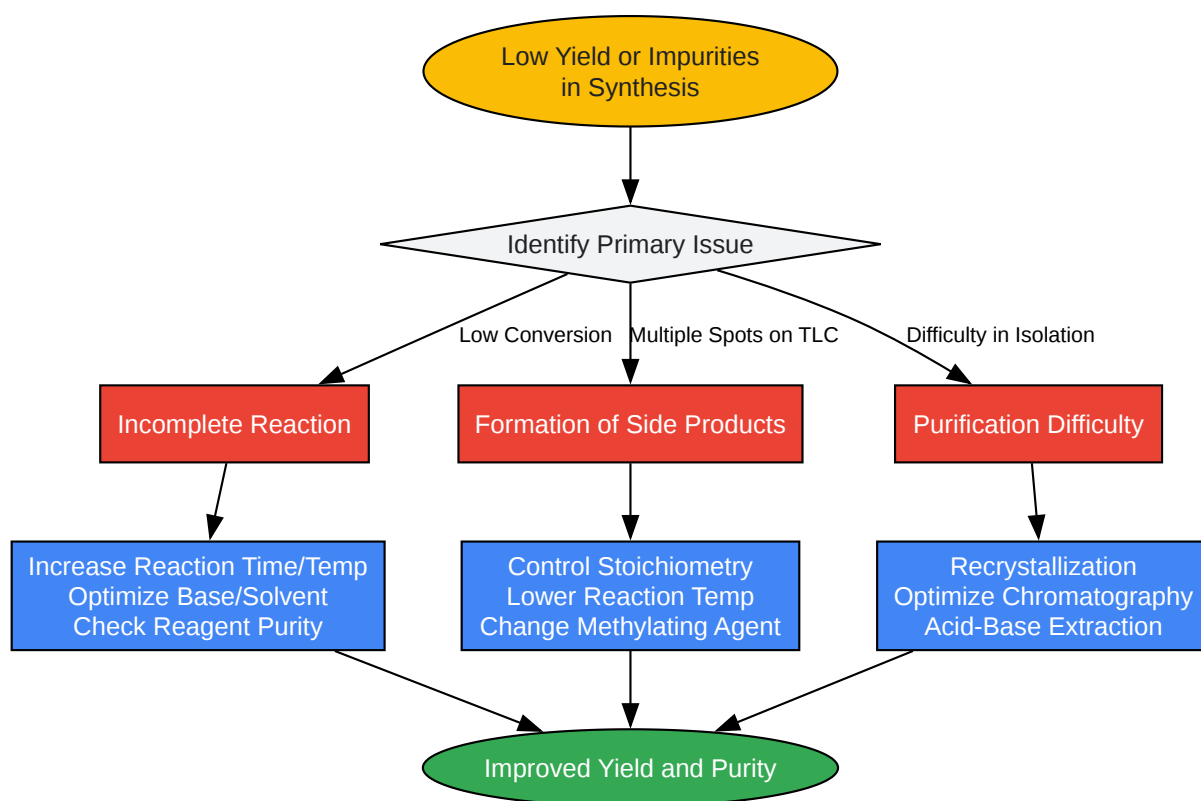 Low Yield or Impurities
in Synthesis
Identify Primary Issue
Low Conversion
Multiple Spots on TLC
Difficulty in Isolation
Incomplete Reaction
Formation of Side Products
Purification Difficulty
Increase Reaction Time/Temp
Optimize Base/Solvent
Check Reagent Purity
Control Stoichiometry
Lower Reaction Temp
Change Methylating Agent
Recrystallization
Optimize Chromatography
Acid-Base Extraction
Improved Yield and Purity